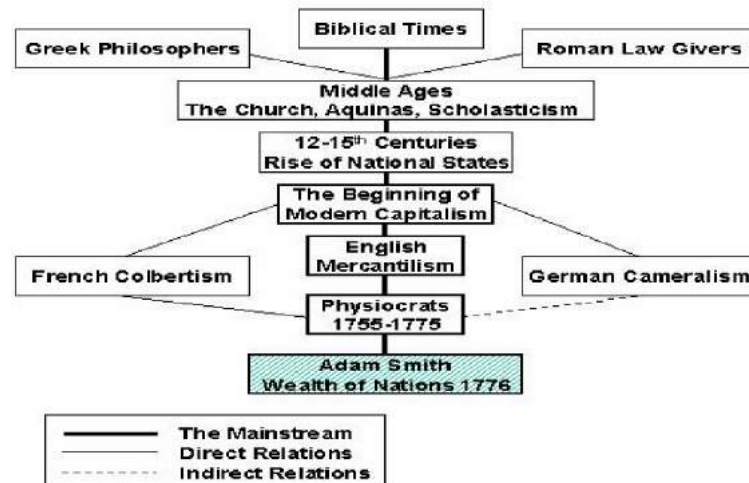 Biblical Times
Greek Philosophers
Roman Law Givers
Middle Ages
The Church, Aquinas, Scholasticism
12-15th Centuries
Rise of National States
The Beginning of
Modern Capitalism
English
Mercantilism
French Colbertism
German Cameralism
Physiocrats
1755-1775
Adam Smith
Wealth of Nations 1776
The Mainstream
Direct Relations
Indirect Relations